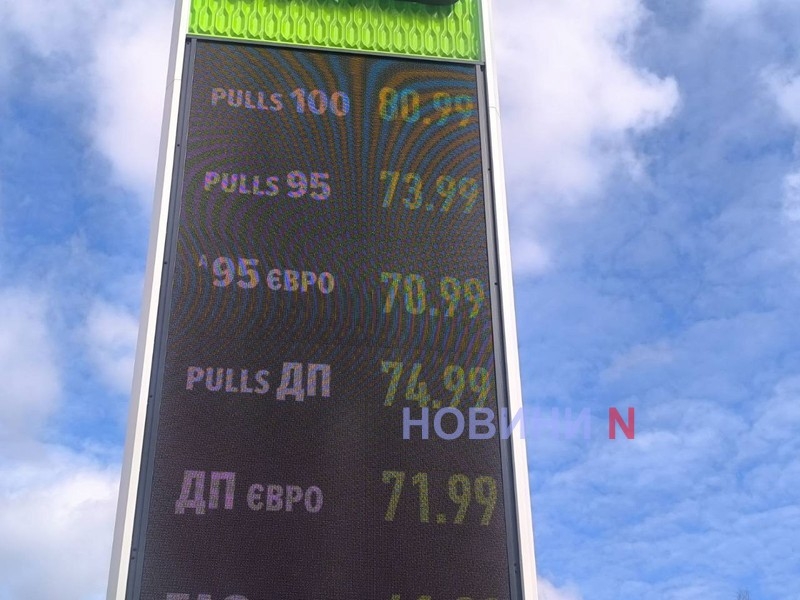 PULLS 100 80.99
PULLS 95 73.99
А95 ЄВРО 70.99
PULLS ДП 74.99
НОВИНИ N
ДП ЄВРО 71.99